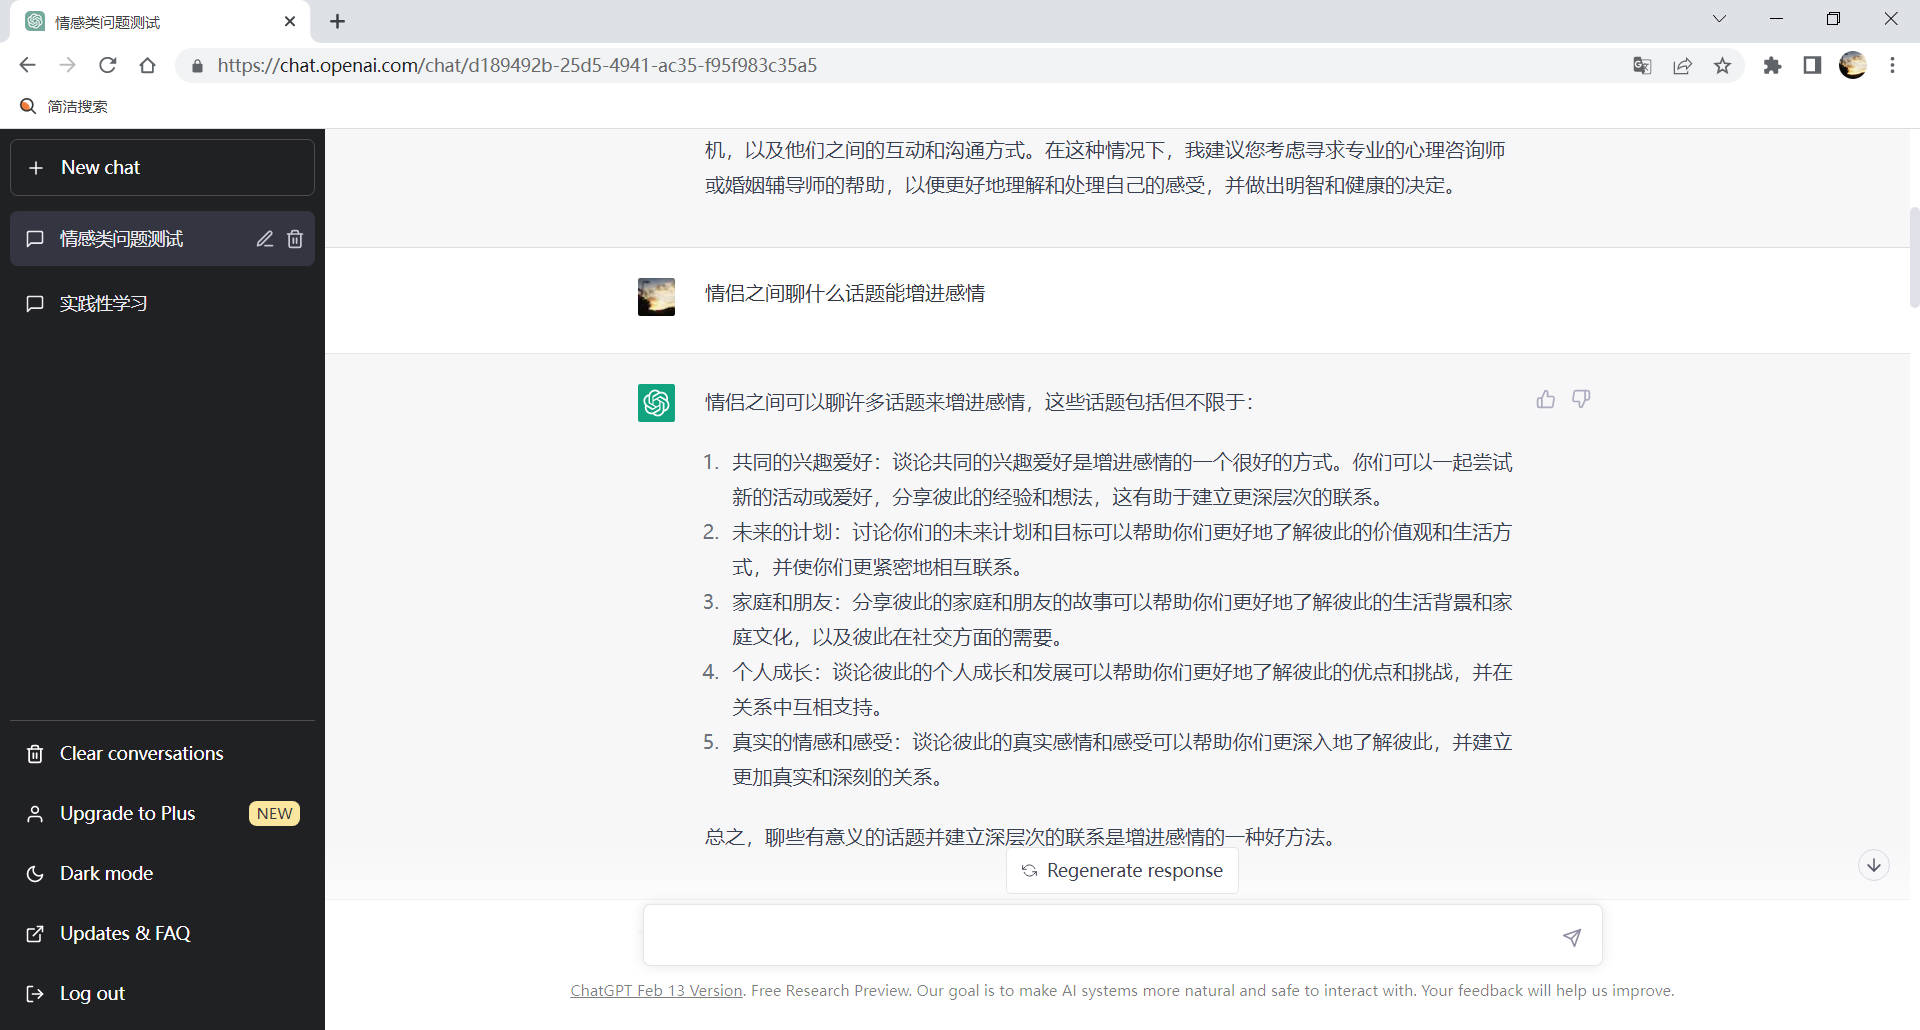 情感类问题测试
https://chat.openai.com/chat/d189492b-25d5-4941-ac35-f95f983c35a5
简洁搜索
New chat
情感类问题测试
实践性学习
Clear conversations
Upgrade to Plus NEW
Dark mode
Updates & FAQ
Log out
机，以及他们之间的互动和沟通方式。在这种情况下，我建议您考虑寻求专业的心理咨询师
或婚姻辅导师的帮助，以便更好地理解和处理自己的感受，并做出明智和健康的决定。
情侣之间聊什么话题能增进感情
情侣之间可以聊许多话题来增进感情，这些话题包括但不限于：
1. 共同的兴趣爱好：谈论共同的兴趣爱好是增进感情的一个很好的方式。你们可以一起尝试
新的活动或爱好，分享彼此的经验和想法，这有助于建立更深层次的联系。
2. 未来的计划：讨论你们的未来计划和目标可以帮助你们更好地了解彼此的价值观和生活方
式，并使你们更紧密地相互联系。
3. 家庭和朋友：分享彼此的家庭和朋友的故事可以帮助你们更好地了解彼此的生活背景和家
庭文化，以及彼此在社交方面的需要。
4. 个人成长：谈论彼此的个人成长和发展可以帮助你们更好地了解彼此的优点和挑战，并在
关系中互相支持。
5. 真实的情感和感受：谈论彼此的真实感情和感受可以帮助你们更深入地了解彼此，并建立
更加真实和深刻的关系。
总之，聊些有意义的话题并建立深层次的联系是增进感情的一种好方法。
Regenerate response
ChatGPT Feb 13 Version. Free Research Preview. Our goal is to make AI systems more natural and safe to interact with. Your feedback will help us improve.